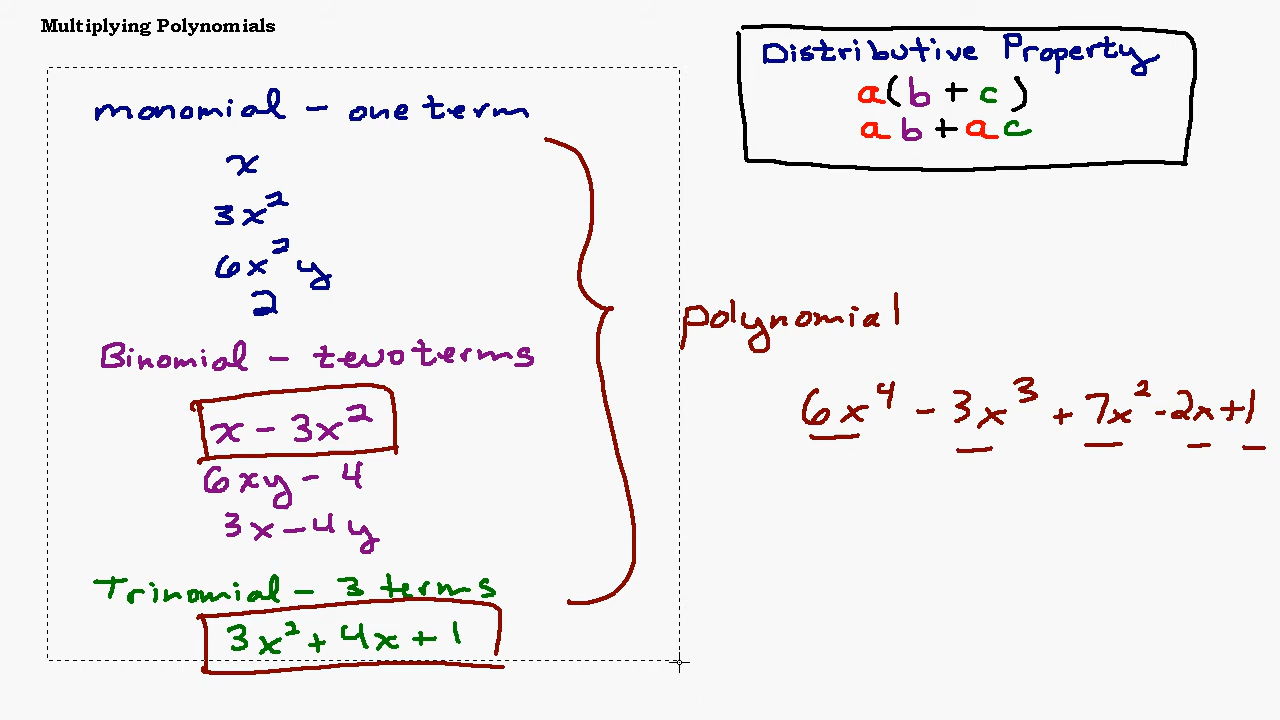 Multiplying Polynomials
monomial - one term
x
3x²
6x²y
2
Binomial - two terms
x - 3x²
6xy - 4
3x - 4y
Trinomial - 3 terms
3x² + 4x + 1
Distributive Property
a(b + c)
ab + ac
polynomial
6x⁴ - 3x³ + 7x² - 2x + 1